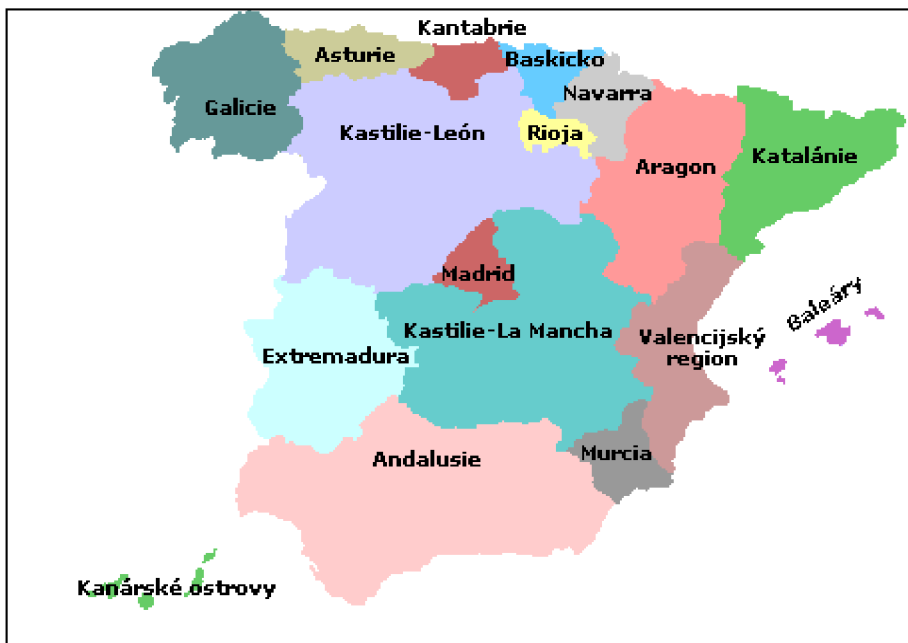 Kantabrie
Asturie
Baskicko
Navarra
Galicie
Kastilie-León
Rioja
Aragon
Katalánie
Madrid
Baleáry
Kastilie-La Mancha
Valencijský
region
Extremadura
Murcia
Andalusie
Kanárské ostrovy